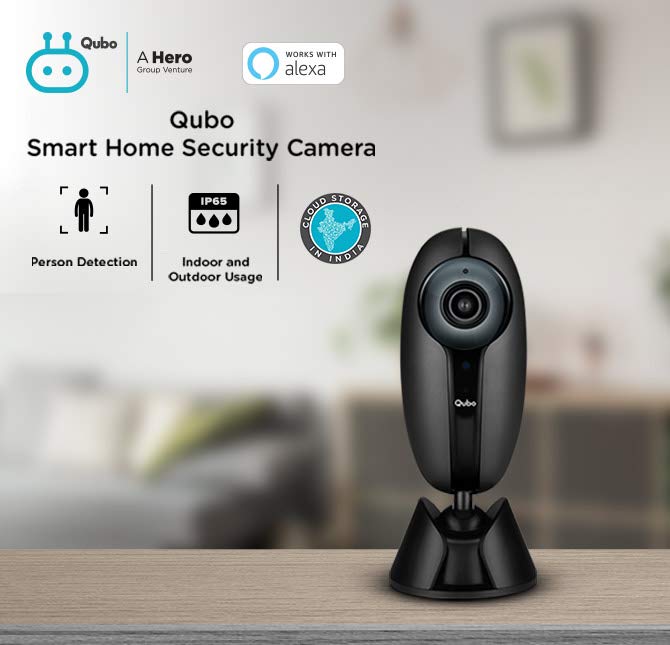 Qubo
A Hero
Group Venture
WORKS WITH
alexa
Qubo
Smart Home Security Camera
Person Detection
IP65
Indoor and
Outdoor Usage
CLOUD STORAGE
IN INDIA
Qubo